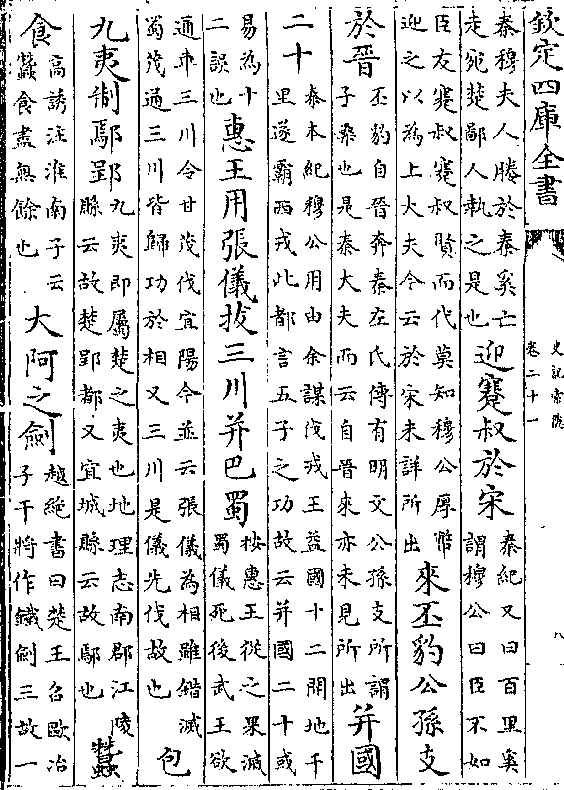 欽定四庫全書
史記索隱
卷二十一
八
秦穆夫人媵於秦奚亡
走宛楚鄙人執之是也
迎蹇叔於宋
秦紀又曰百里奚
謂穆公曰臣不如
臣友蹇叔蹇叔賢而代莫知穆公厚幣
迎之以為上大夫今云於宋未詳所出
來丕豹公孫支
於晉
丕豹自晉奔秦左氏傳有明文公孫支所謂
子桑也是秦大夫而云自晉來亦未見所出
并國
二十
秦本紀穆公用由余謀伐戎王益國十二開地千
里遂霸西戎此都言五子之功故云并國二十或
易為十
二誤也
惠王用張儀拔三川并巴蜀
按惠王從之果滅
蜀儀死後武王欲
通車三川令甘茂伐宜陽今並云張儀為相雖錯滅
蜀茂通三川皆歸功於相又三川是儀先伐故也
包
九夷制鄢郢
九夷即屬楚之夷也地理志南郡江陵
縣云故楚郢都又宜城縣云故鄢也
蠶
食
高誘注淮南子云
蠶食盡無餘也
大阿之劍
越絕書曰楚王召歐冶
子干將作鐵劍三故一